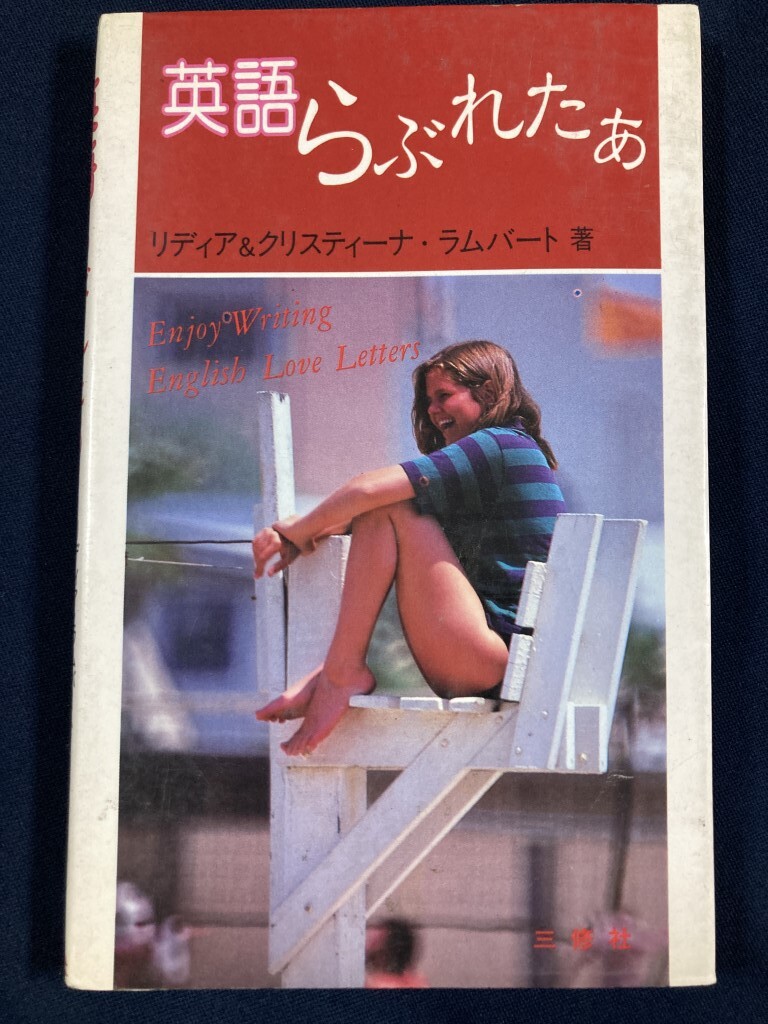 英語らぶれたぁ
リディア&クリスティーナ・ラムバート 著
Enjoy Writing
English Love Letters
三修社